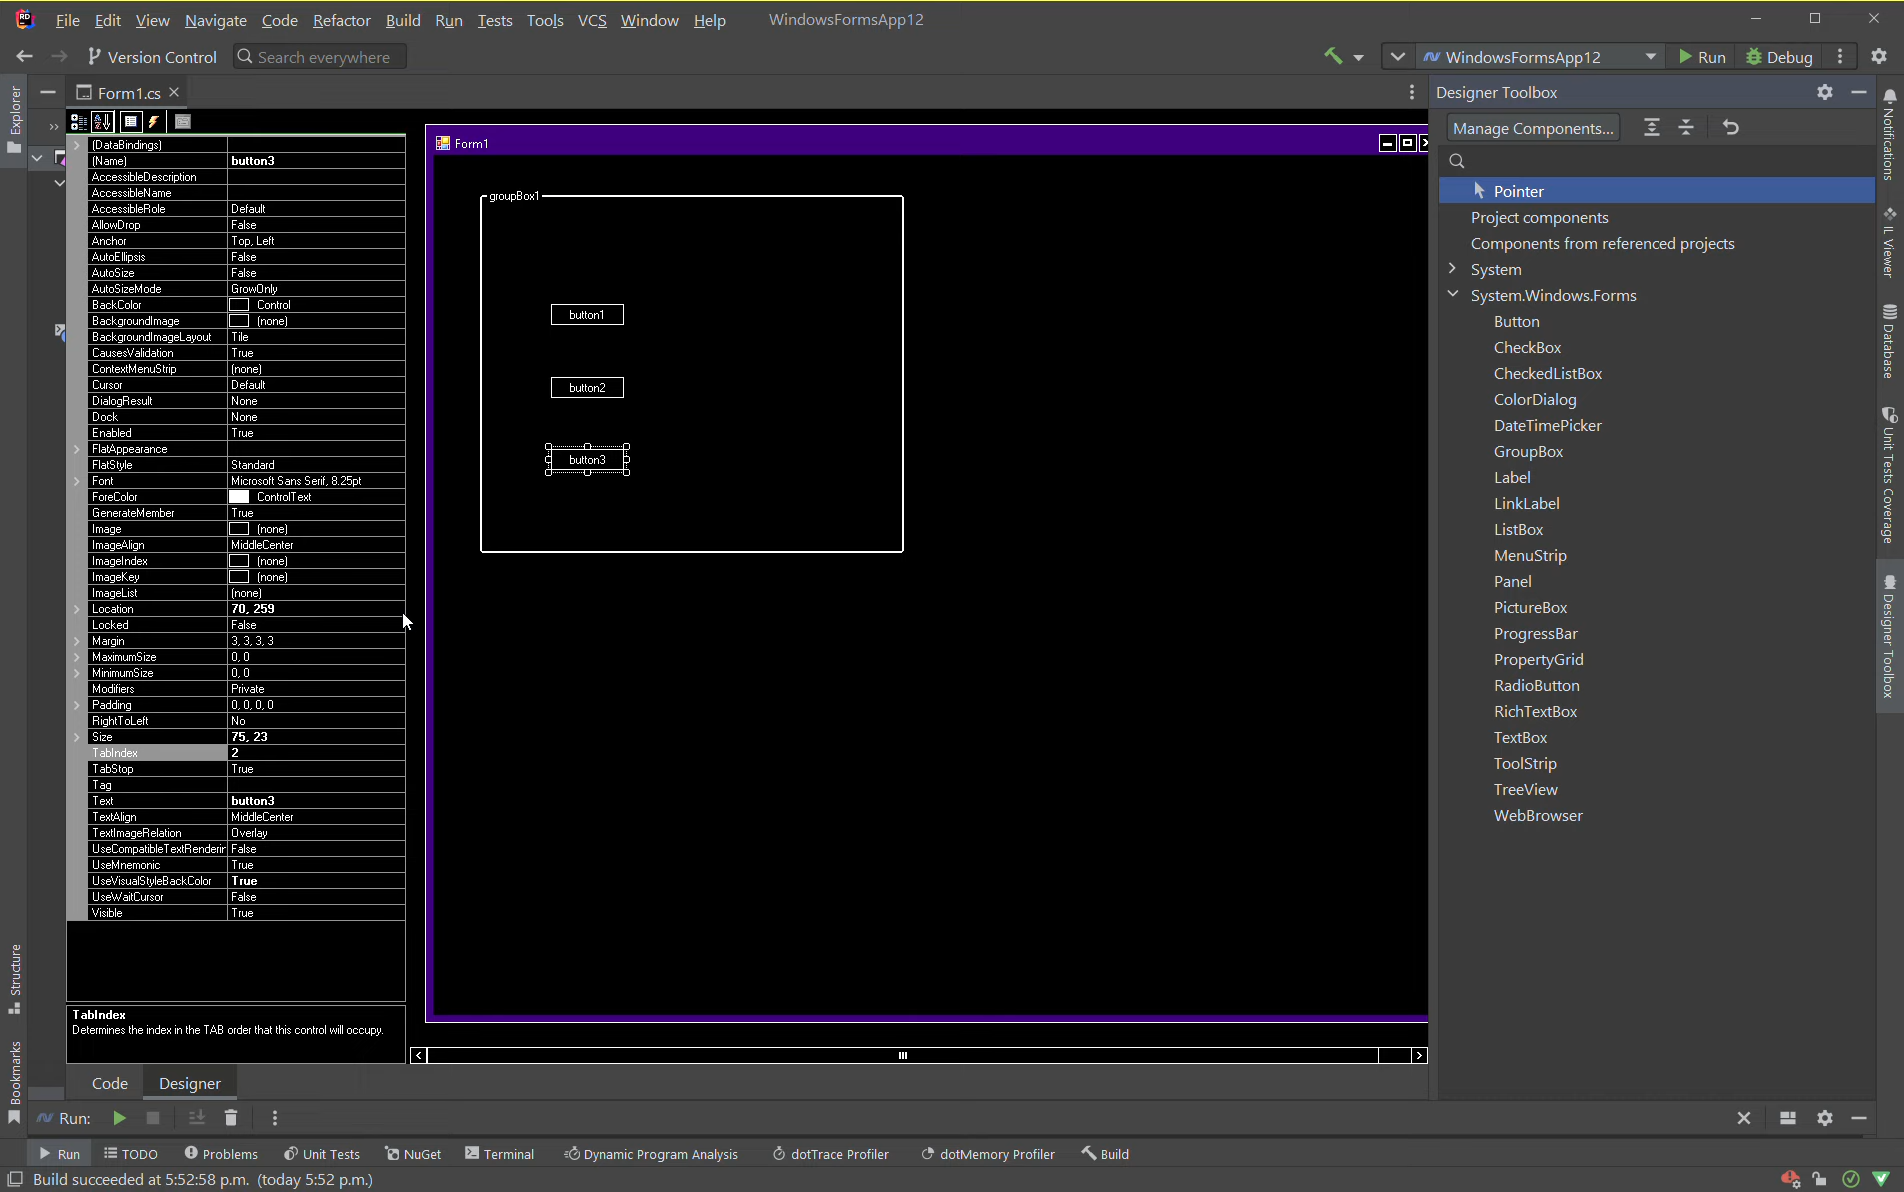 File Edit View Navigate Code Refactor Build Run Tests Tools VCS Window Help WindowsFormsApp12
Version Control Search everywhere WindowsFormsApp12 Run Debug
Explorer
Form1.cs
(DataBindings)
(Name) button3
AccessibleDescription
AccessibleName
AccessibleRole Default
AllowDrop False
Anchor Top, Left
AutoEllipsis False
AutoSize False
AutoSizeMode GrowOnly
BackColor Control
BackgroundImage (none)
BackgroundImageLayout Tile
CausesValidation True
ContextMenuStrip (none)
Cursor Default
DialogResult None
Dock None
Enabled True
FlatAppearance
FlatStyle Standard
Font Microsoft Sans Serif, 8.25pt
ForeColor ControlText
GenerateMember True
Image (none)
ImageAlign MiddleCenter
ImageIndex (none)
ImageKey (none)
ImageList (none)
Location 70, 259
Locked False
Margin 3, 3, 3, 3
MaximumSize 0, 0
MinimumSize 0, 0
Modifiers Private
Padding 0, 0, 0, 0
RightToLeft No
Size 75, 23
TabIndex 2
TabStop True
Tag
Text button3
TextAlign MiddleCenter
TextImageRelation Overlay
UseCompatibleTextRenderin False
UseMnemonic True
UseVisualStyleBackColor True
UseWaitCursor False
Visible True
TabIndex
Determines the index in the TAB order that this control will occupy.
Structure
Bookmarks
Form1
groupBox1
button1
button2
button3
Designer Toolbox
Manage Components...
Pointer
Project components
Components from referenced projects
System
System.Windows.Forms
Button
CheckBox
CheckedListBox
ColorDialog
DateTimePicker
GroupBox
Label
LinkLabel
ListBox
MenuStrip
Panel
PictureBox
ProgressBar
PropertyGrid
RadioButton
RichTextBox
TextBox
ToolStrip
TreeView
WebBrowser
Notifications
IL Viewer
Database
Unit Tests Coverage
Designer Toolbox
Code Designer
Run:
Run TODO Problems Unit Tests NuGet Terminal Dynamic Program Analysis dotTrace Profiler dotMemory Profiler Build
Build succeeded at 5:52:58 p.m. (today 5:52 p.m.)